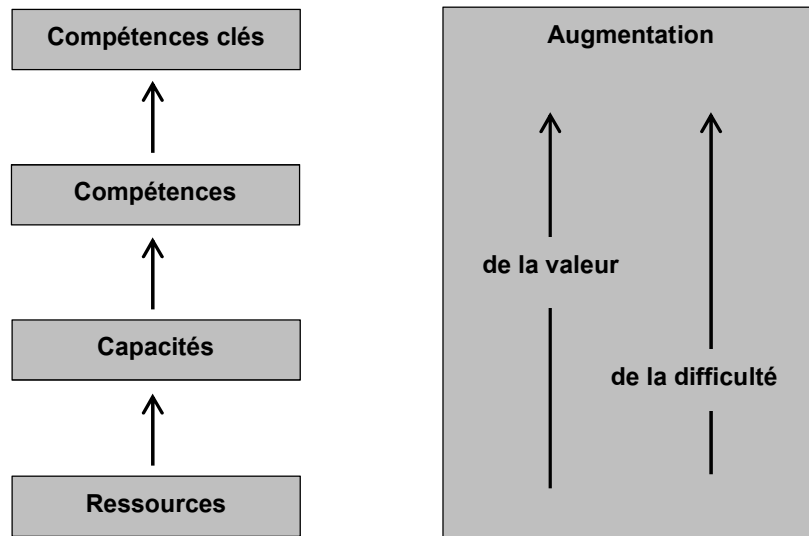 Compétences clés
Compétences
Capacités
Ressources
Augmentation
de la valeur
de la difficulté